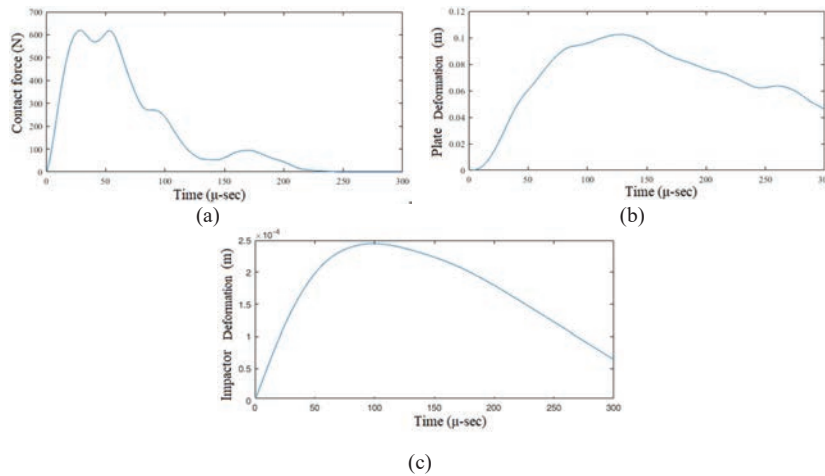 700
600
500
400
300
200
100
0
0 50 100 150 200 250 300
Contact force (N)
Time (μ-sec)
(a)
0.12
0.1
0.08
0.06
0.04
0.02
0
0 50 100 150 200 250 300
Plate Deformation (m)
Time (μ-sec)
(b)
×10⁻⁴
2.5
2
1.5
1
0.5
0
0 50 100 150 200 250 300
Impactor Deformation (m)
Time (μ-sec)
(c)